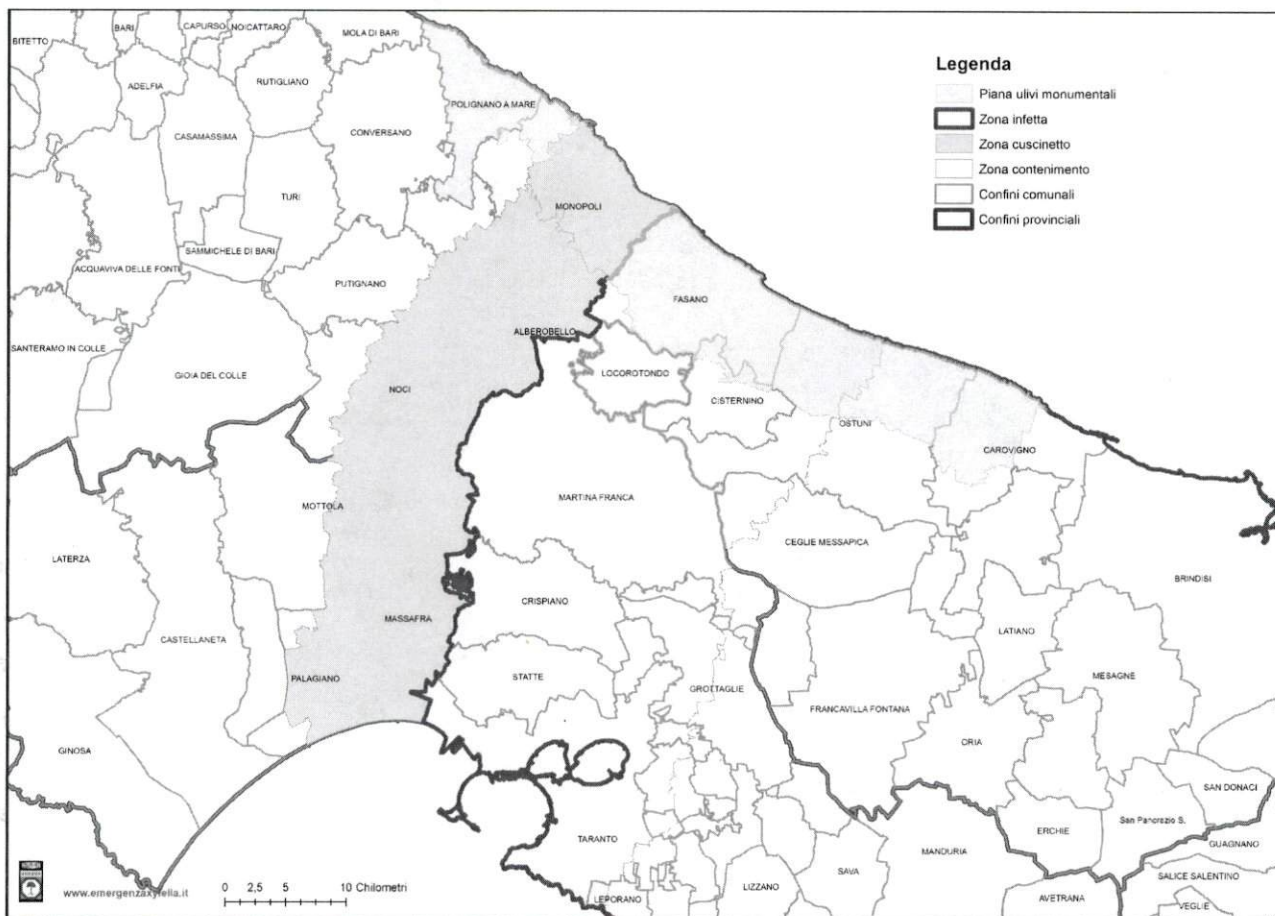 BITETTO
BARI
CAPURSO
NOICATTARO
MOLA DI BARI
ADELFIA
RUTIGLIANO
CASAMASSIMA
CONVERSANO
POLIGNANO A MARE
TURI
MONOPOLI
SAMMICHELE DI BARI
ACQUAVIVA DELLE FONTI
PUTIGNANO
FASANO
ALBEROBELLO
SANTERAMO IN COLLE
GIOIA DEL COLLE
NOCI
LOCOROTONDO
CISTERNINO
OSTUNI
CAROVIGNO
MARTINA FRANCA
MOTTOLA
CEGLIE MESSAPICA
LATERZA
BRINDISI
CRISPIANO
MASSAFRA
CASTELLANETA
LATIANO
STATTE
MESAGNE
PALAGIANO
GROTTAGLIE
FRANCAVILLA FONTANA
GINOSA
ORIA
SAN DONACI
San Pancrazio S.
ERCHIE
TARANTO
MANDURIA
GUAGNANO
SAVA
SALICE SALENTINO
LIZZANO
LEPORANO
AVETRANA
VEGLIE
Legenda
Piana ulivi monumentali
Zona infetta
Zona cuscinetto
Zona contenimento
Confini comunali
Confini provinciali
www.emergenzaxylella.it
0 2,5 5 10 Chilometri